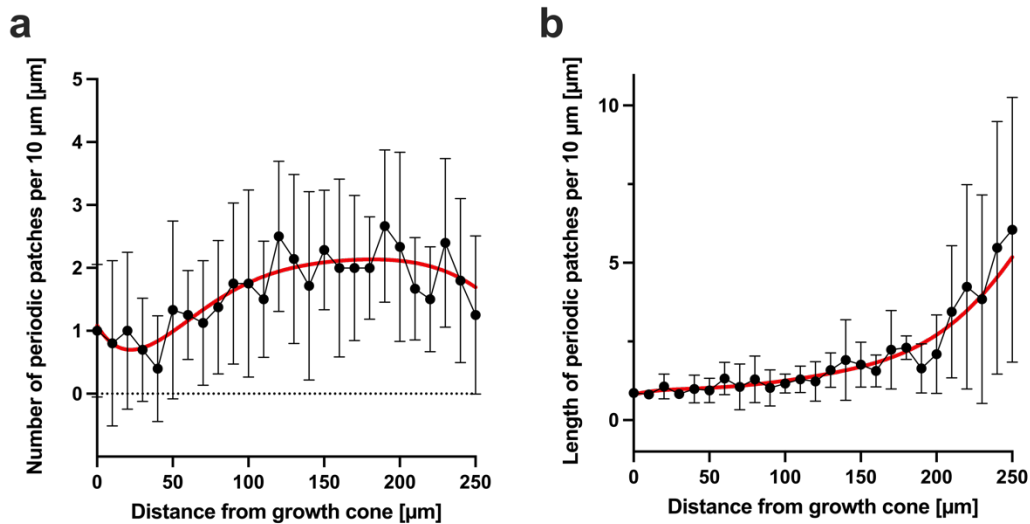 a
Number of periodic patches per 10 µm [µm]
5
4
3
2
1
0
0 50 100 150 200 250
Distance from growth cone [µm]
b
Length of periodic patches per 10 µm [µm]
10
5
0
0 50 100 150 200 250
Distance from growth cone [µm]